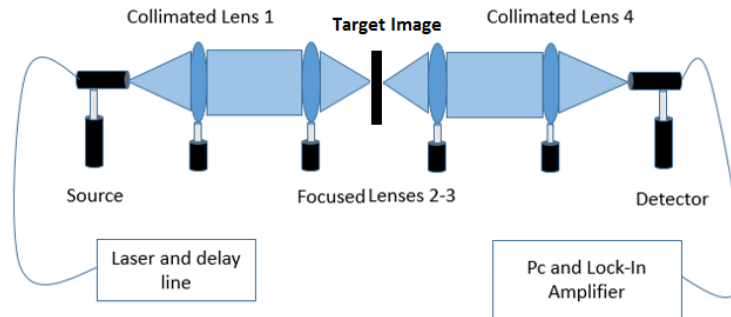 Collimated Lens 1
Target Image
Collimated Lens 4
Source
Focused Lenses 2-3
Detector
Laser and delay
line
Pc and Lock-In
Amplifier